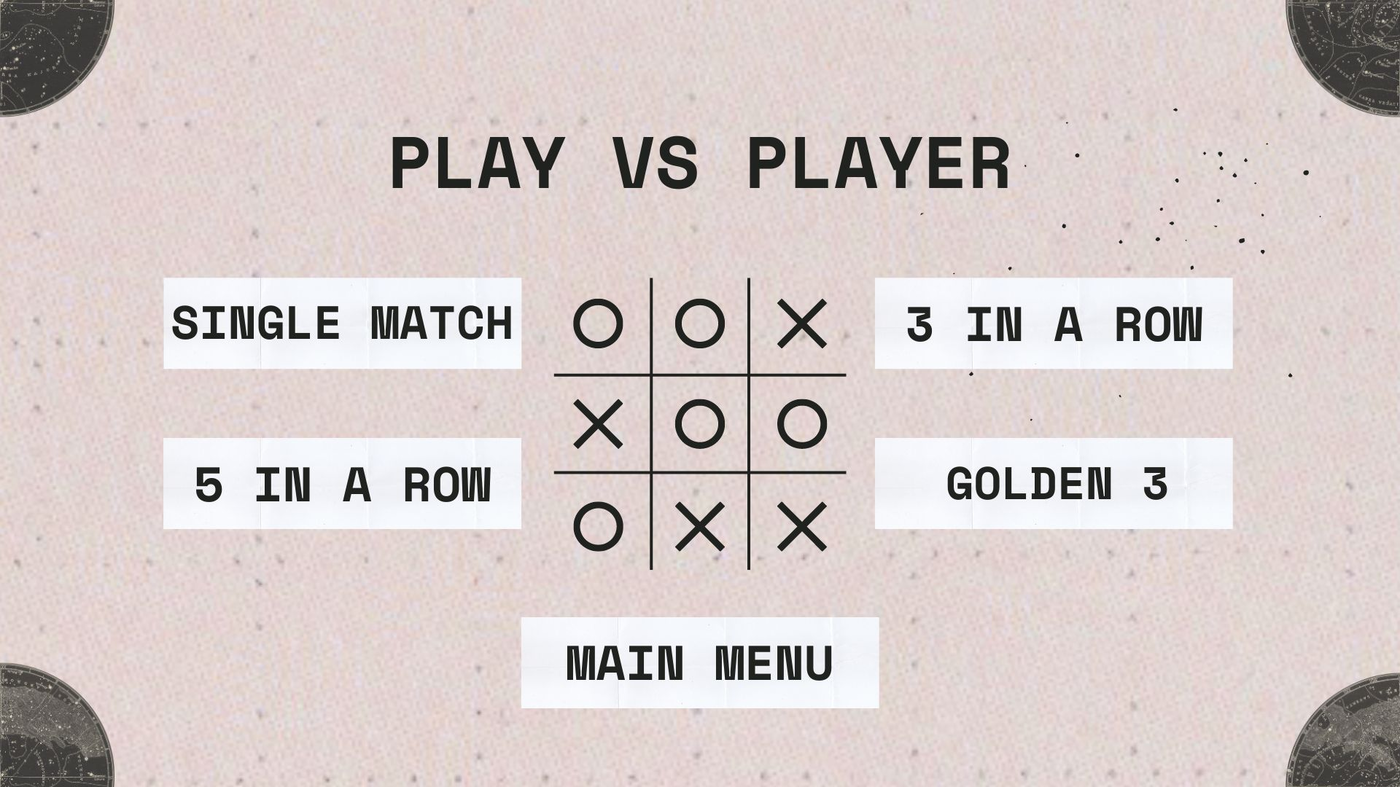 PLAY VS PLAYER
SINGLE MATCH
3 IN A ROW
5 IN A ROW
GOLDEN 3
MAIN MENU